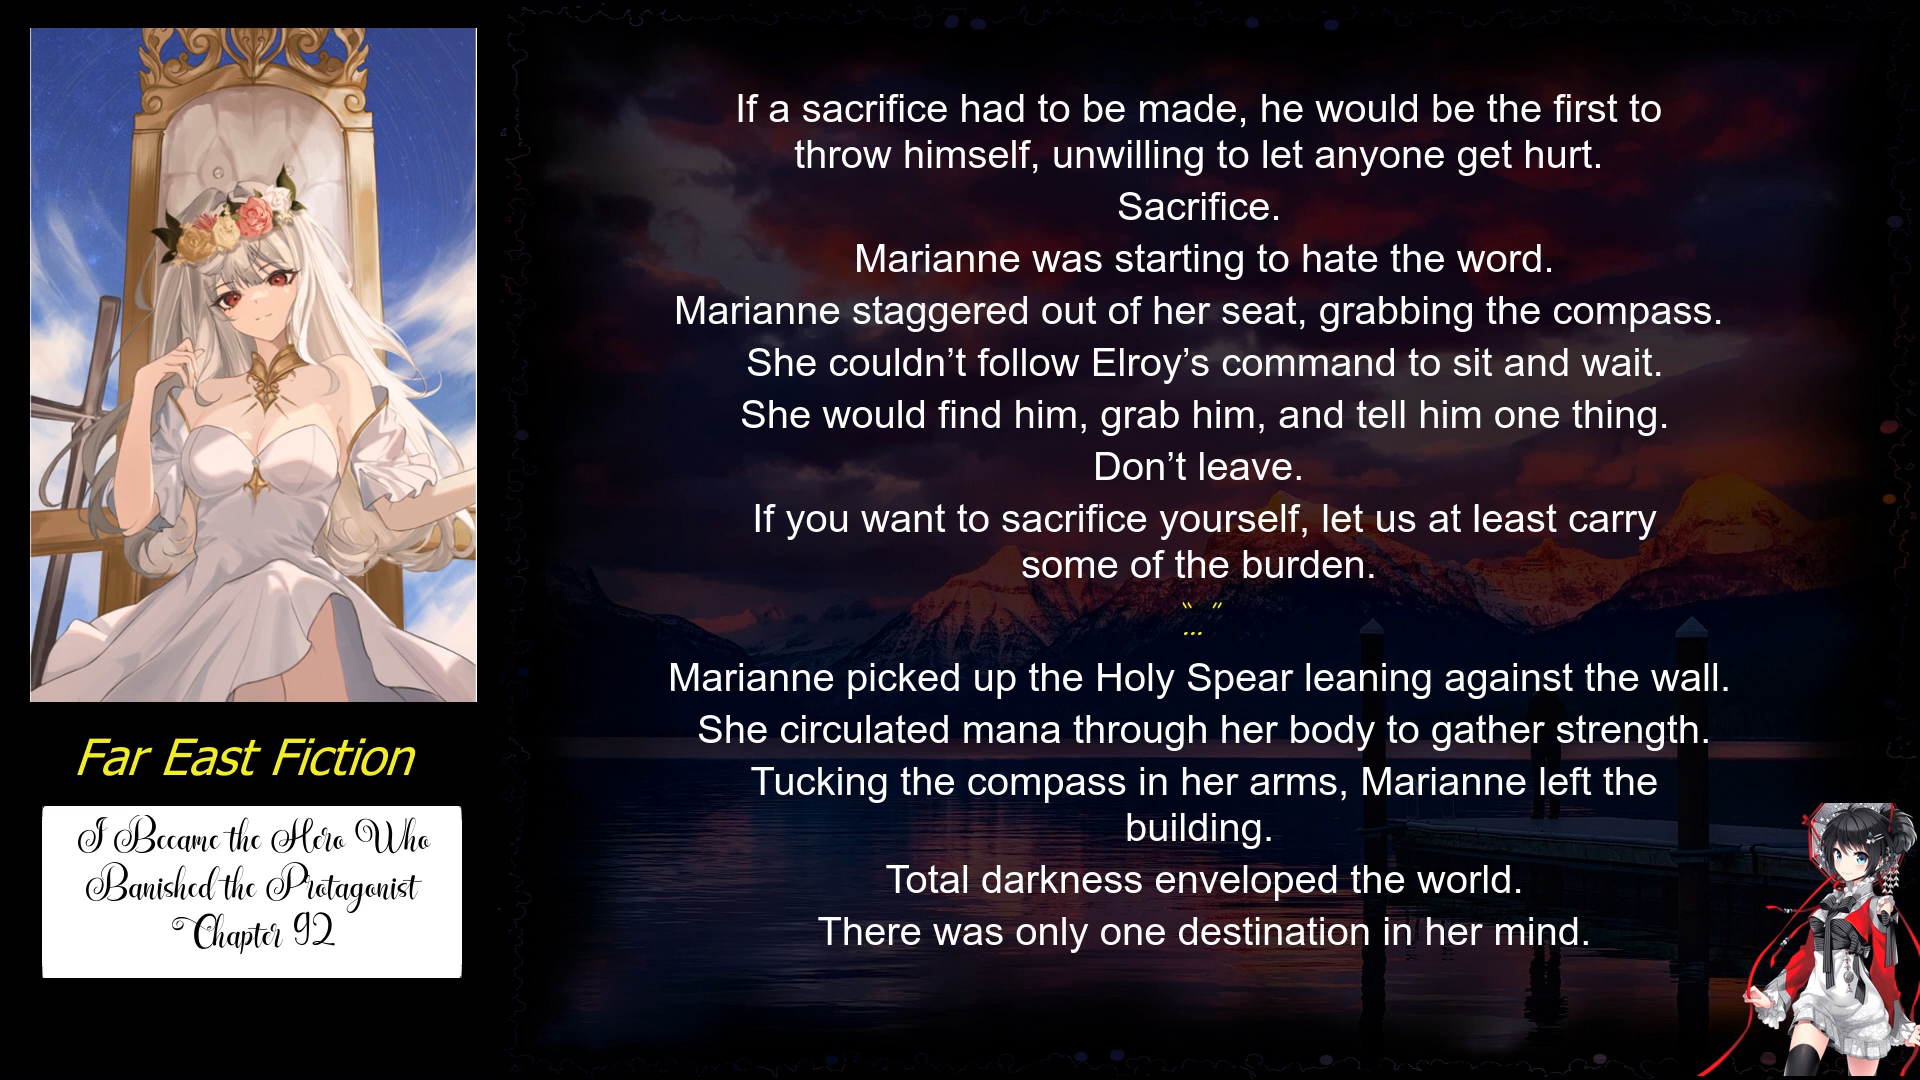 If a sacrifice had to be made, he would be the first to
throw himself, unwilling to let anyone get hurt.
Sacrifice.
Marianne was starting to hate the word.
Marianne staggered out of her seat, grabbing the compass.
She couldn’t follow Elroy’s command to sit and wait.
She would find him, grab him, and tell him one thing.
Don’t leave.
If you want to sacrifice yourself, let us at least carry
some of the burden.
“…”
Marianne picked up the Holy Spear leaning against the wall.
She circulated mana through her body to gather strength.
Tucking the compass in her arms, Marianne left the
building.
Total darkness enveloped the world.
There was only one destination in her mind.
Far East Fiction
I Became the Hero Who
Banished the Protagonist
Chapter 92